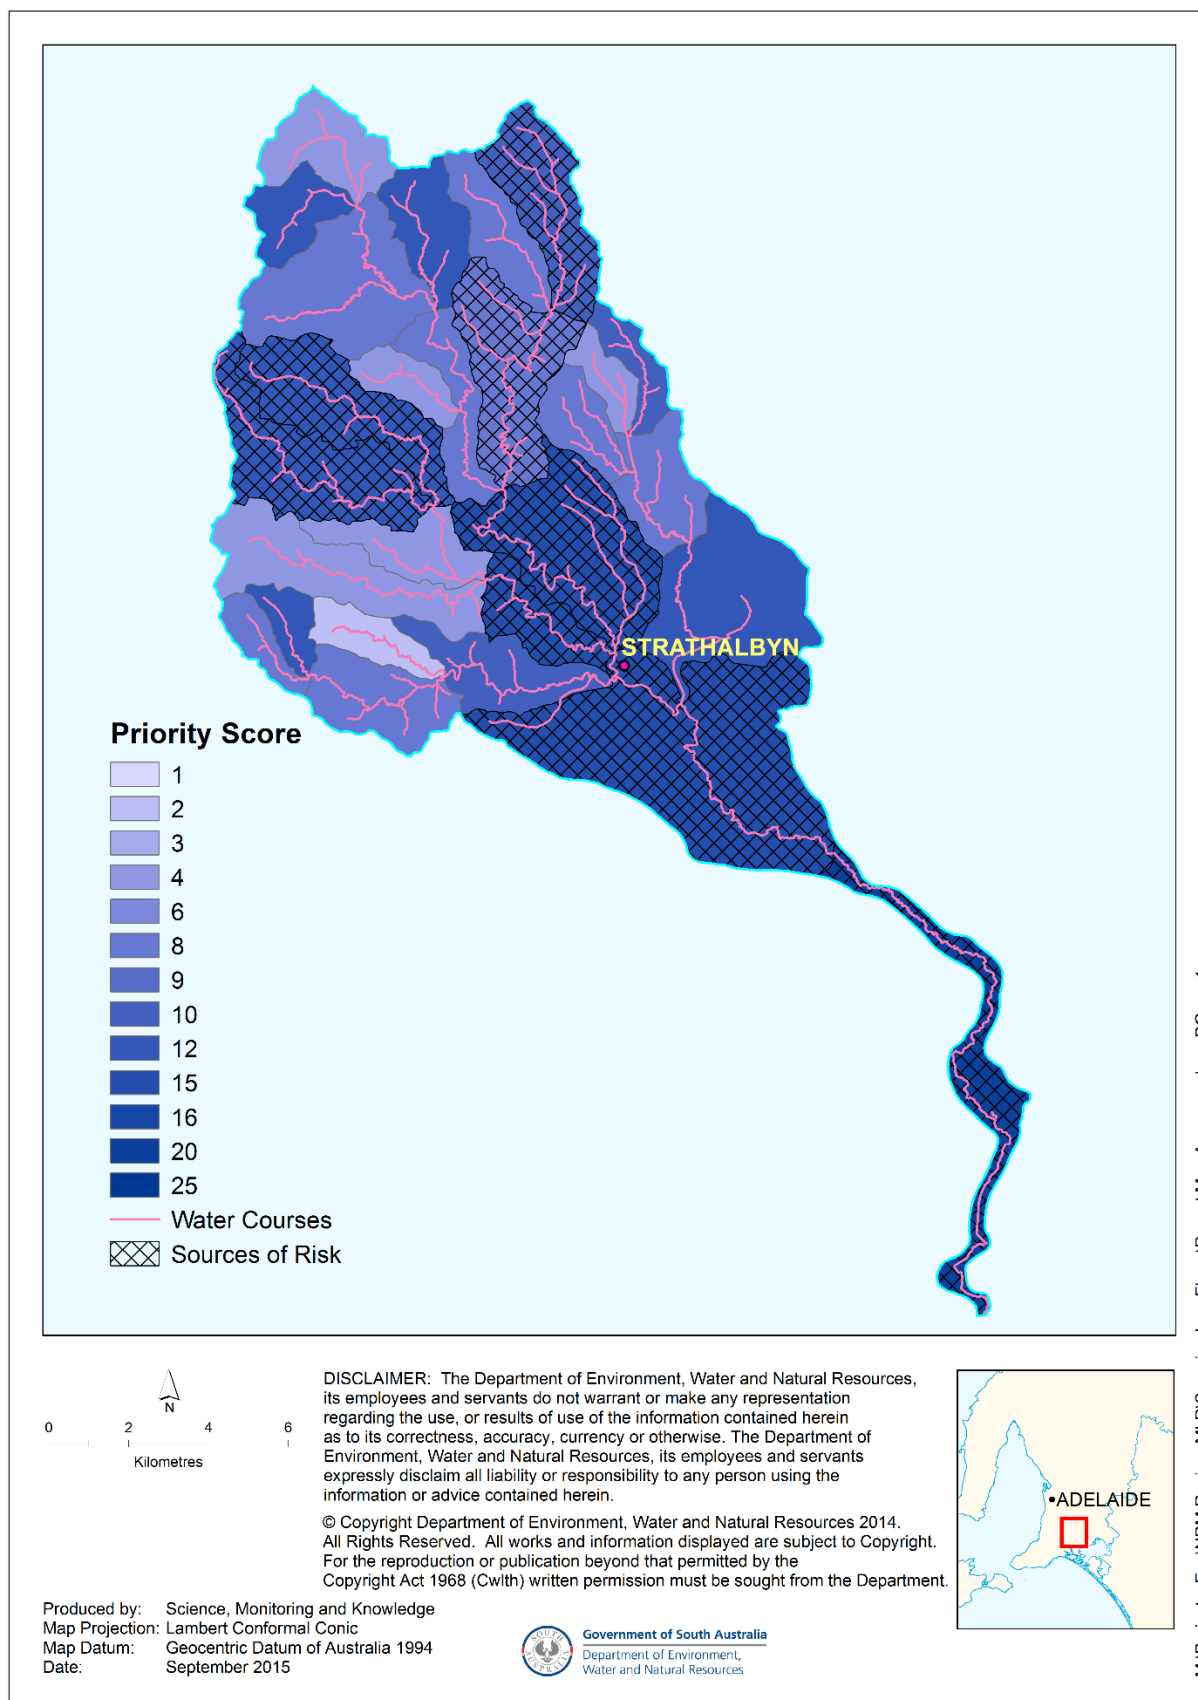 STRATHALBYN
Priority Score
1
2
3
4
6
8
9
10
12
15
16
20
25
Water Courses
Sources of Risk
N
0 2 4 6
Kilometres
DISCLAIMER: The Department of Environment, Water and Natural Resources,
its employees and servants do not warrant or make any representation
regarding the use, or results of use of the information contained herein
as to its correctness, accuracy, currency or otherwise. The Department of
Environment, Water and Natural Resources, its employees and servants
expressly disclaim all liability or responsibility to any person using the
information or advice contained herein.
© Copyright Department of Environment, Water and Natural Resources 2014.
All Rights Reserved. All works and information displayed are subject to Copyright.
For the reproduction or publication beyond that permitted by the
Copyright Act 1968 (Cwlth) written permission must be sought from the Department.
ADELAIDE
Produced by: Science, Monitoring and Knowledge
Map Projection: Lambert Conformal Conic
Map Datum: Geocentric Datum of Australia 1994
Date: September 2015
SOUTH AUSTRALIA
Government of South Australia
Department of Environment,
Water and Natural Resources